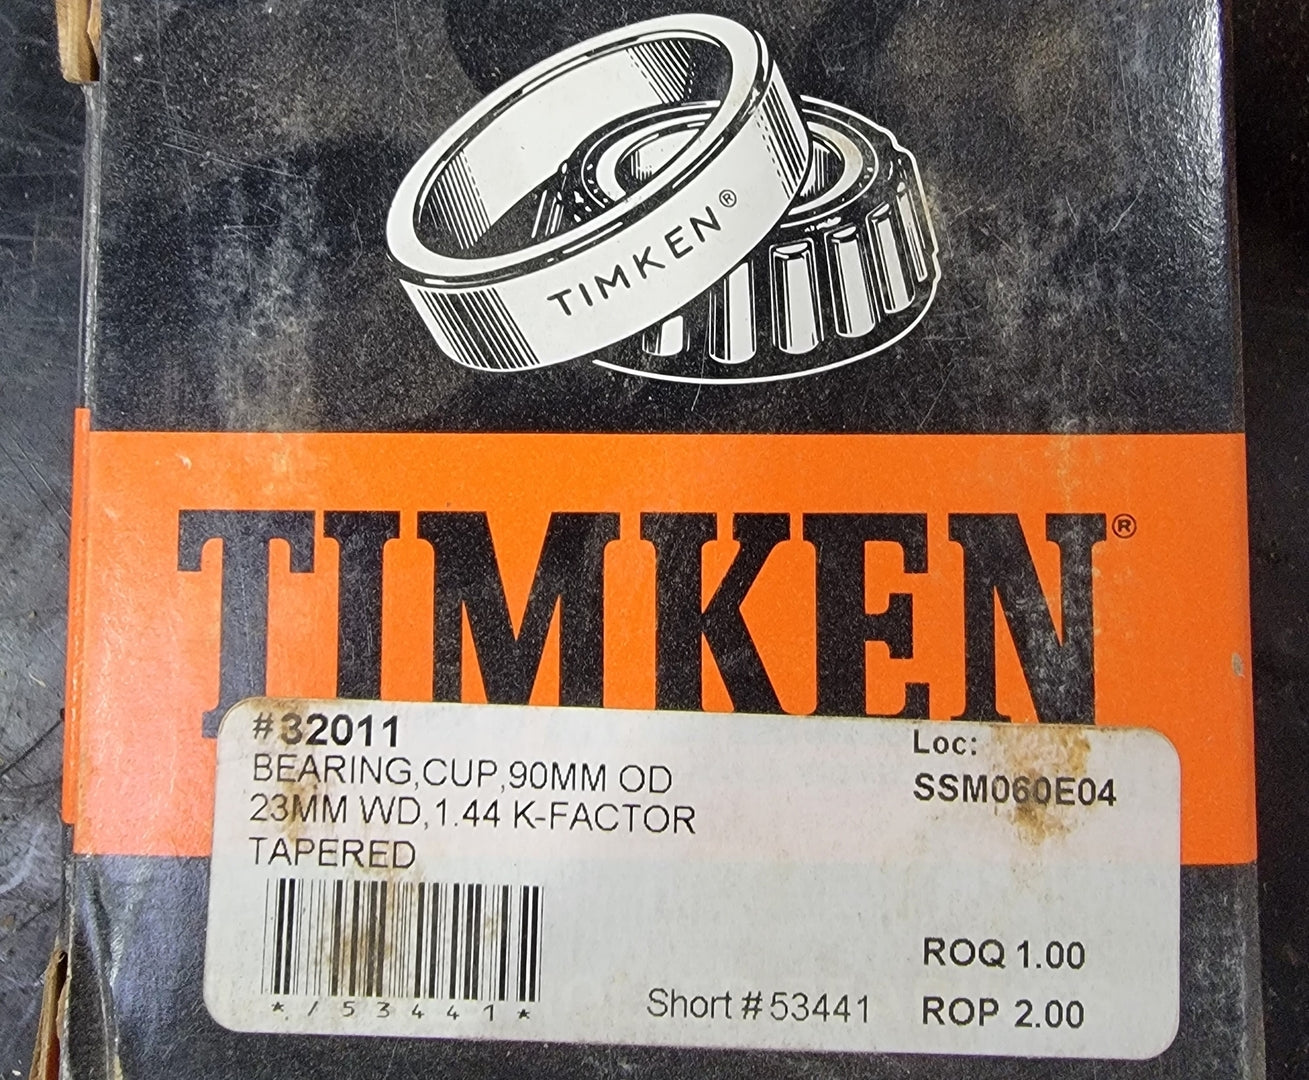 TIMKEN®
TIMKEN®
#32011
BEARING,CUP,90MM OD
23MM WD,1.44 K-FACTOR
TAPERED
*/53441*
Loc:
SSM060E04
Short # 53441
ROQ 1.00
ROP 2.00